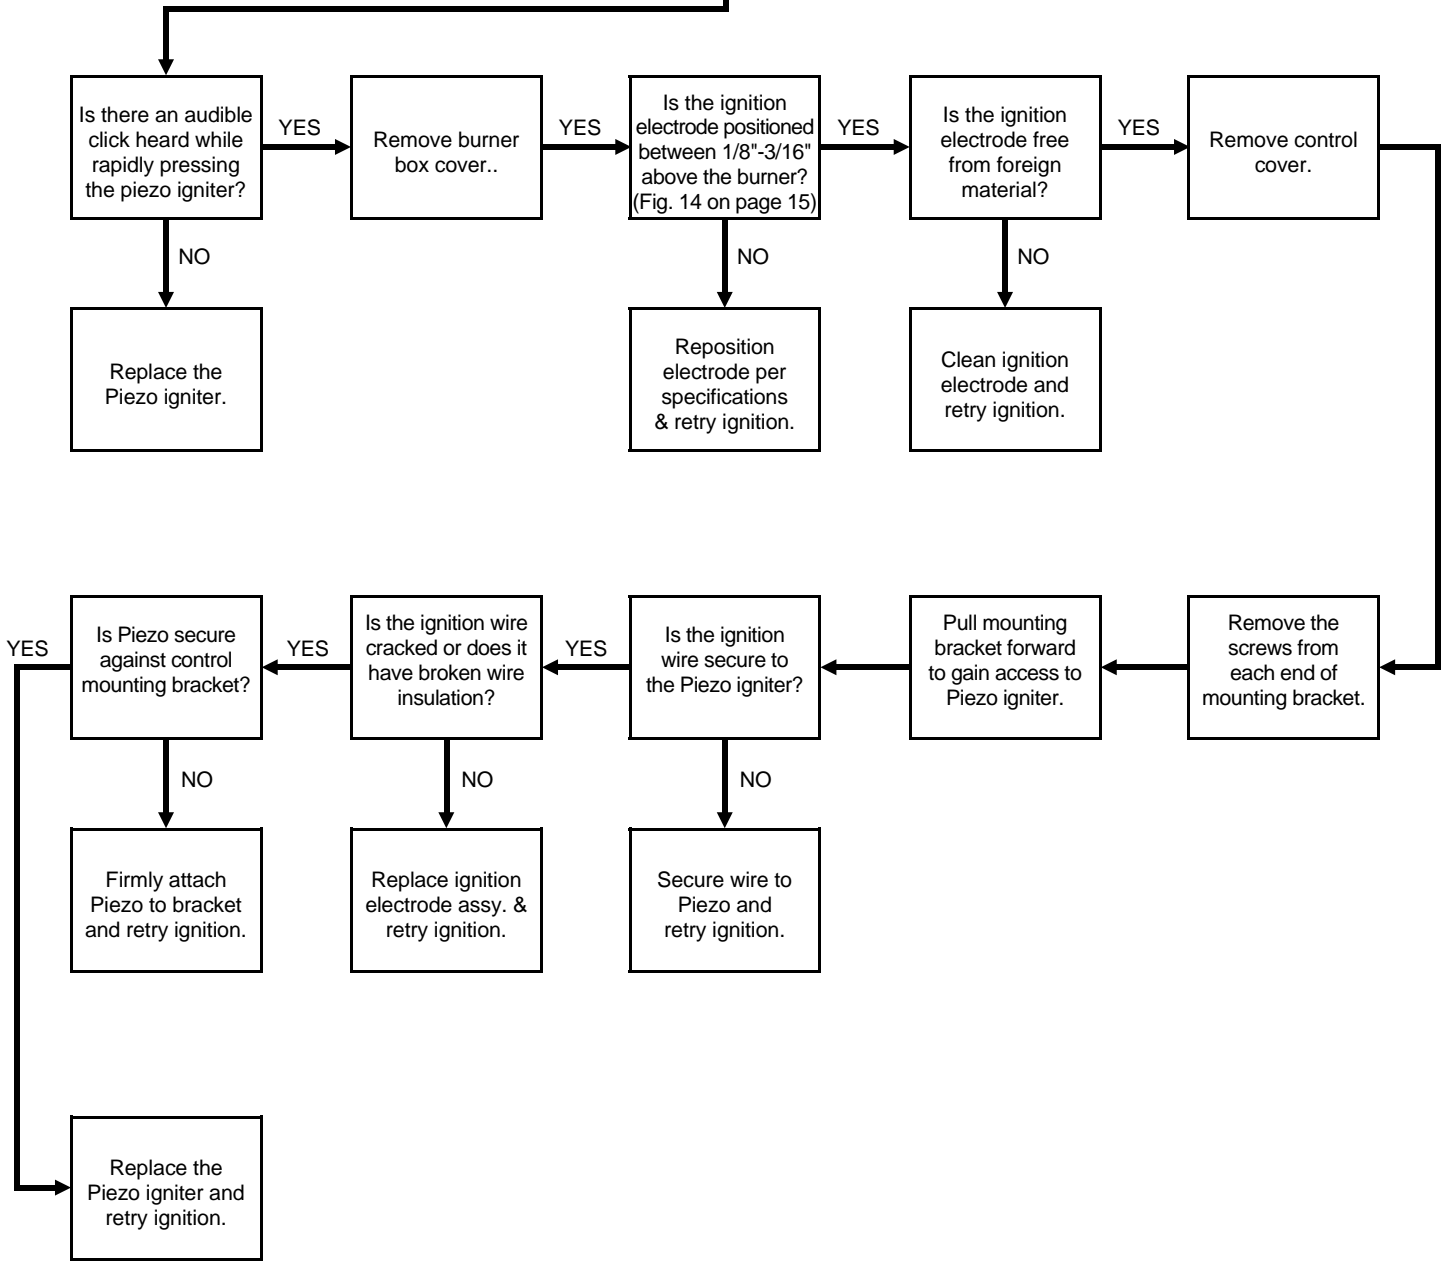 Is there an audible
click heard while
rapidly pressing
the piezo igniter?
YES
Remove burner
box cover..
YES
Is the ignition
electrode positioned
between 1/8"-3/16"
above the burner?
(Fig. 14 on page 15)
YES
Is the ignition
electrode free
from foreign
material?
YES
Remove control
cover.
NO
NO
NO
Replace the
Piezo igniter.
Reposition
electrode per
specifications
& retry ignition.
Clean ignition
electrode and
retry ignition.
Remove the
screws from
each end of
mounting bracket.
Pull mounting
bracket forward
to gain access to
Piezo igniter.
Is the ignition
wire secure to
the Piezo igniter?
YES
Is the ignition wire
cracked or does it
have broken wire
insulation?
YES
Is Piezo secure
against control
mounting bracket?
YES
NO
NO
NO
Firmly attach
Piezo to bracket
and retry ignition.
Replace ignition
electrode assy. &
retry ignition.
Secure wire to
Piezo and
retry ignition.
Replace the
Piezo igniter and
retry ignition.